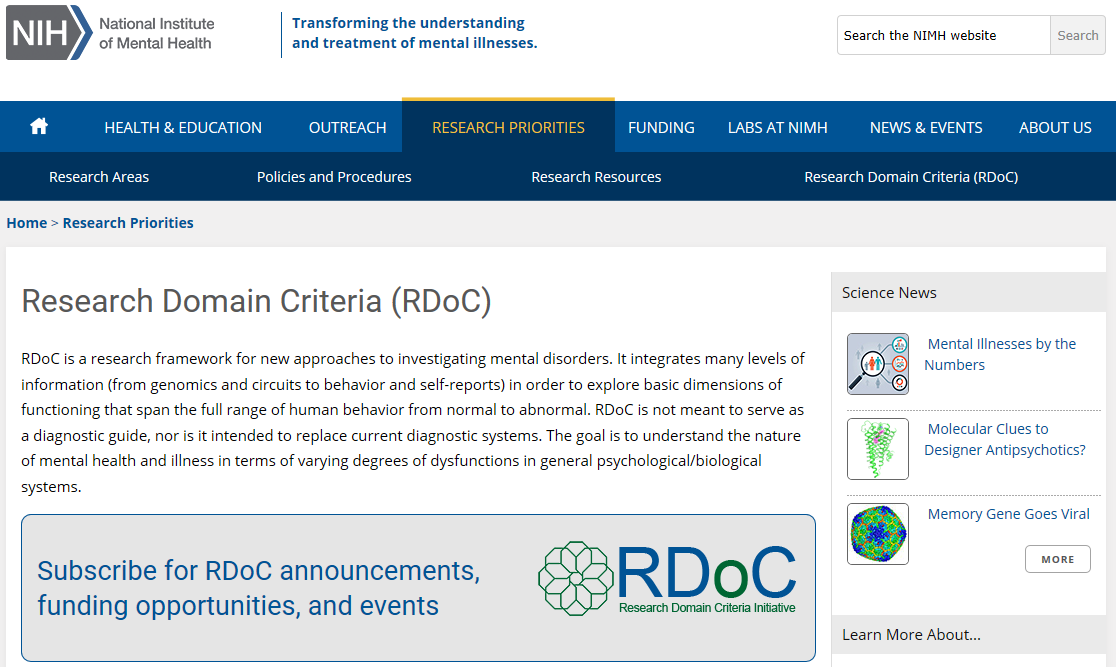 NIH National Institute
of Mental Health
Transforming the understanding
and treatment of mental illnesses.
Search the NIMH website
Search
HEALTH & EDUCATION OUTREACH RESEARCH PRIORITIES FUNDING LABS AT NIMH NEWS & EVENTS ABOUT US
Research Areas Policies and Procedures Research Resources Research Domain Criteria (RDoC)
Home > Research Priorities
Research Domain Criteria (RDoC)
RDoC is a research framework for new approaches to investigating mental disorders. It integrates many levels of
information (from genomics and circuits to behavior and self-reports) in order to explore basic dimensions of
functioning that span the full range of human behavior from normal to abnormal. RDoC is not meant to serve as
a diagnostic guide, nor is it intended to replace current diagnostic systems. The goal is to understand the nature
of mental health and illness in terms of varying degrees of dysfunctions in general psychological/biological
systems.
Subscribe for RDoC announcements,
funding opportunities, and events
RDoC
Research Domain Criteria Initiative
Science News
Mental Illnesses by the
Numbers
Molecular Clues to
Designer Antipsychotics?
Memory Gene Goes Viral
MORE
Learn More About...